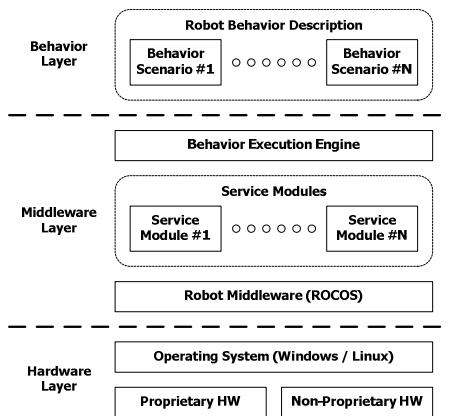 Robot Behavior Description
Behavior
Layer
Behavior
Scenario #1
Behavior
Scenario #N
Behavior Execution Engine
Middleware
Layer
Service Modules
Service
Module #1
Service
Module #N
Robot Middleware (ROCOS)
Hardware
Layer
Operating System (Windows / Linux)
Proprietary HW
Non-Proprietary HW